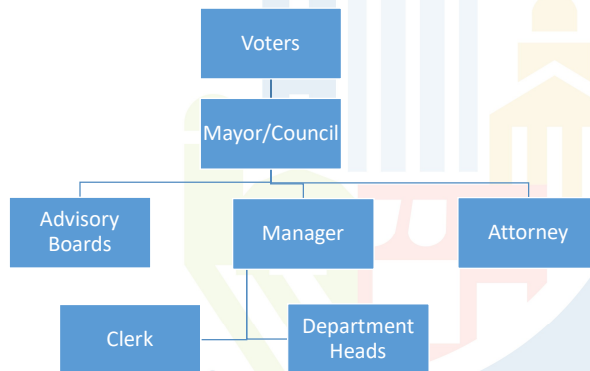 Voters
Mayor/Council
Advisory
Boards
Manager
Attorney
Clerk
Department
Heads